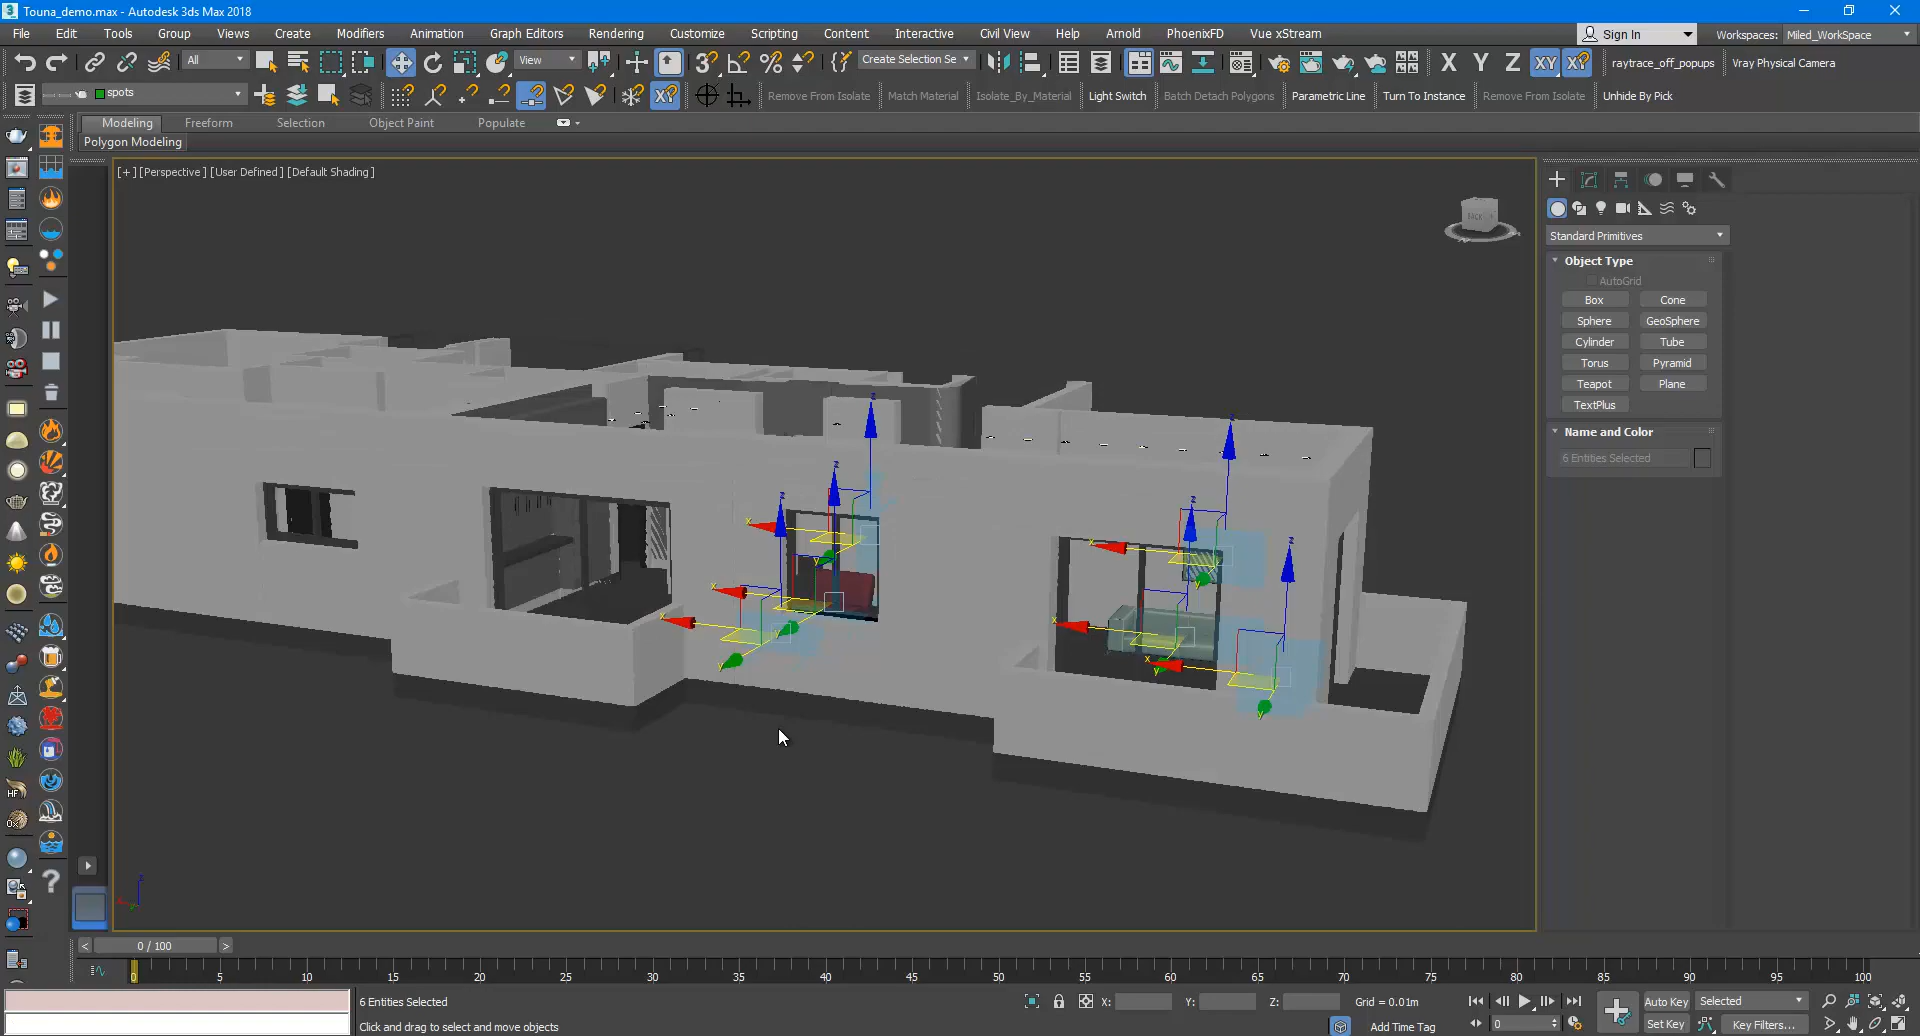 Touna_demo.max - Autodesk 3ds Max 2018
File Edit Tools Group Views Create Modifiers Animation Graph Editors Rendering Customize Scripting Content Interactive Civil View Help Arnold PhoenixFD Vue xStream Sign In Workspaces: Miled_WorkSpace
All View 3 Create Selection Se X Y Z XY XY raytrace_off_popups Vray Physical Camera
spots XY Remove From Isolate Match Material Isolate_By_Material Light Switch Batch Detach Polygons Parametric Line Turn To Instance Remove From Isolate Unhide By Pick
Modeling Freeform Selection Object Paint Populate
Polygon Modeling
[+] [Perspective ] [User Defined ] [Default Shading ]
Standard Primitives
Object Type
AutoGrid
Box Cone
Sphere GeoSphere
Cylinder Tube
Torus Pyramid
Teapot Plane
TextPlus
Name and Color
6 Entities Selected
< 0 / 100 >
0 5 10 15 20 25 30 35 40 45 50 55 60 65 70 75 80 85 90 95 100
6 Entities Selected X: Y: Z: Grid = 0.01m Auto Key Selected
Click and drag to select and move objects Add Time Tag 0 Set Key Key Filters...